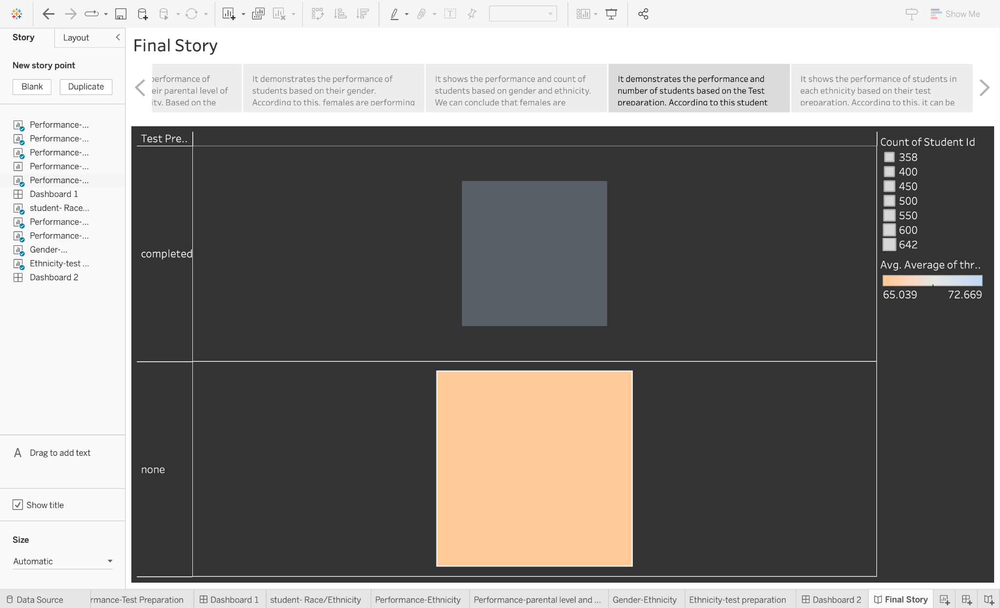 Show Me
Story
Layout
New story point
Blank
Duplicate
Performance-...
Performance-...
Performance-...
Performance-...
Performance-...
Dashboard 1
student- Race...
Performance-...
Performance-...
Gender-...
Ethnicity-test ...
Dashboard 2
A Drag to add text
Show title
Size
Automatic
Final Story
performance of
eir parental level of
ity. Based on the
It demonstrates the performance of
students based on their gender.
According to this, females are performing
It shows the performance and count of
students based on gender and ethnicity.
We can conclude that females are
It demonstrates the performance and
number of students based on the Test
preparation. According to this student
It shows the performance of students in
each ethnicity based on their test
preparation. According to this, it can be
Test Pre..
completed
none
Count of Student Id
358
400
450
500
550
600
642
Avg. Average of thr..
65.039 72.669
Data Source
rmance-Test Preparation
Dashboard 1
student- Race/Ethnicity
Performance-Ethnicity
Performance-parental level and ...
Gender-Ethnicity
Ethnicity-test preparation
Dashboard 2
Final Story